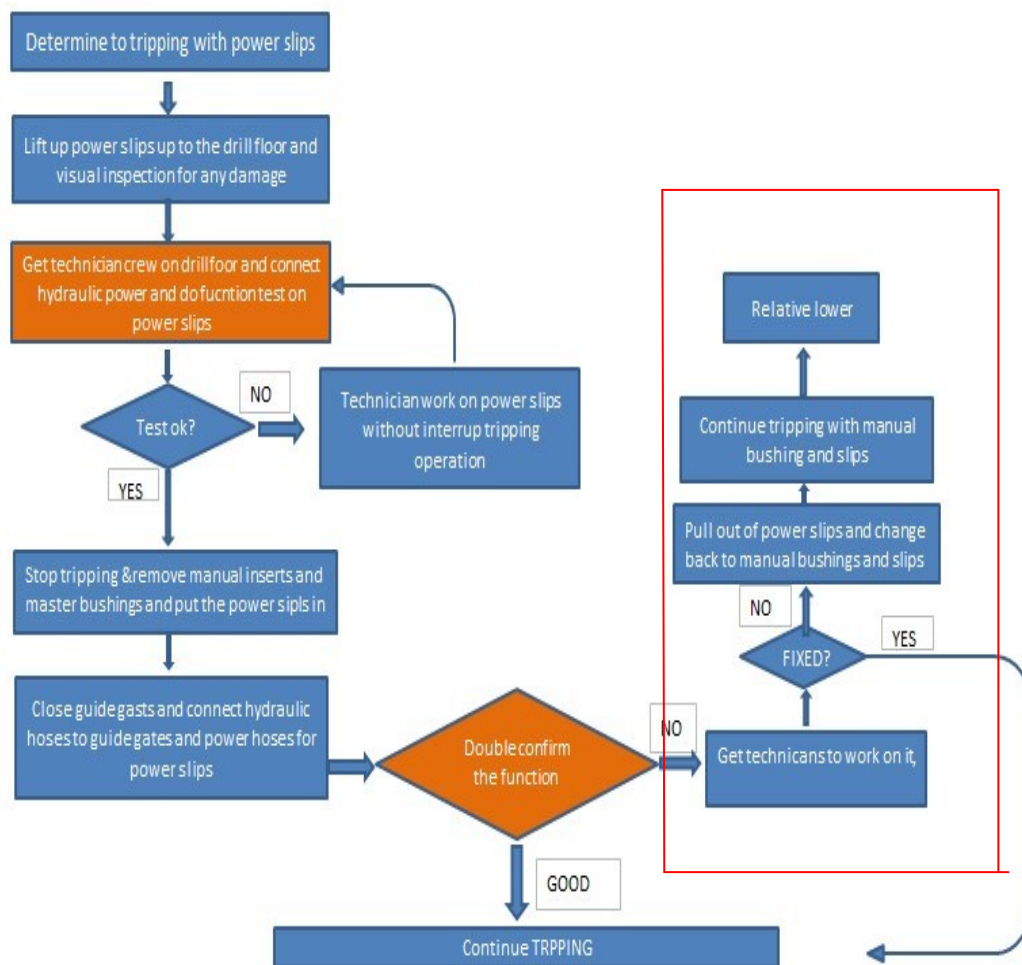 Determine to tripping with power slips
Lift up power slips up to the drill floor and
visual inspection for any damage
Get technician crew on drill foor and connect
hydraulic power and do fucntion test on
power slips
Test ok?
NO
Technician work on power slips
without interrup tripping
operation
YES
Stop tripping &remove manual inserts and
master bushings and put the power sipls in
Close guide gasts and connect hydraulic
hoses to guide gates and power hoses for
power slips
Double confirm
the function
GOOD
NO
Get technicans to work on it,
FIXED?
YES
NO
Pull out of power slips and change
back to manual bushings and slips
Continue tripping with manual
bushing and slips
Relative lower
Continue TRPPING